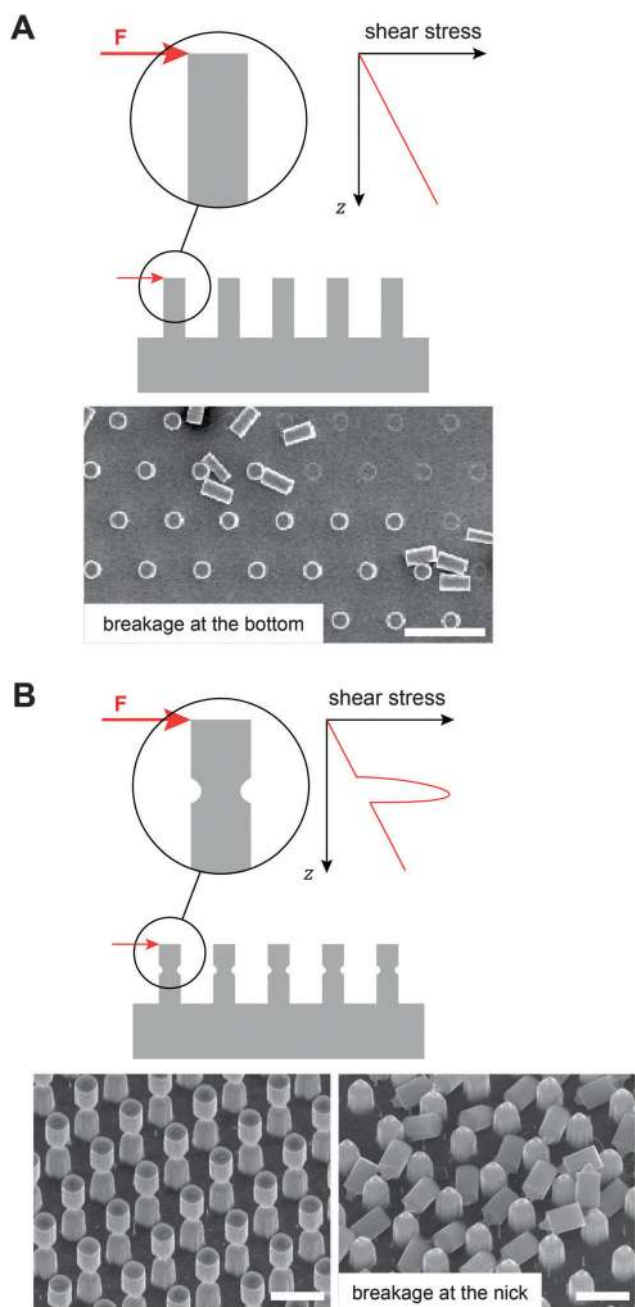 A
F
shear stress
z
breakage at the bottom
B
F
shear stress
z
breakage at the nick